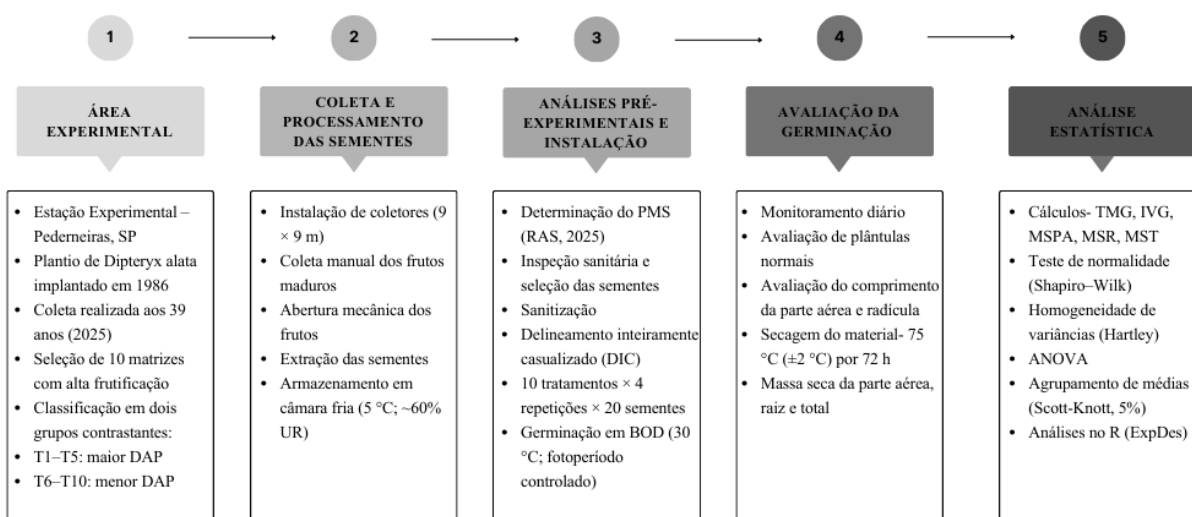 1
2
3
4
5
ÁREA
EXPERIMENTAL
COLETA E
PROCESSAMENTO
DAS SEMENTES
ANÁLISES PRÉ-
EXPERIMENTAIS E
INSTALAÇÃO
AVALIAÇÃO DA
GERMINAÇÃO
ANÁLISE
ESTATÍSTICA
• Estação Experimental –
Pederneiras, SP
• Plantio de Dipteryx alata
implantado em 1986
• Coleta realizada aos 39
anos (2025)
• Seleção de 10 matrizes
com alta frutificação
• Classificação em dois
grupos contrastantes:
• T1–T5: maior DAP
• T6–T10: menor DAP
• Instalação de coletores (9
× 9 m)
• Coleta manual dos frutos
maduros
• Abertura mecânica dos
frutos
• Extração das sementes
• Armazenamento em
câmara fria (5 °C; ~60%
UR)
• Determinação do PMS
(RAS, 2025)
• Inspeção sanitária e
seleção das sementes
• Sanitização
• Delineamento inteiramente
casualizado (DIC)
• 10 tratamentos × 4
repetições × 20 sementes
• Germinação em BOD (30
°C; fotoperíodo
controlado)
• Monitoramento diário
• Avaliação de plântulas
normais
• Avaliação do comprimento
da parte aérea e radícula
• Secagem do material- 75
°C (±2 °C) por 72 h
• Massa seca da parte aérea,
raiz e total
• Cálculos- TMG, IVG,
MSPA, MSR, MST
• Teste de normalidade
(Shapiro–Wilk)
• Homogeneidade de
variâncias (Hartley)
• ANOVA
• Agrupamento de médias
(Scott-Knott, 5%)
• Análises no R (ExpDes)